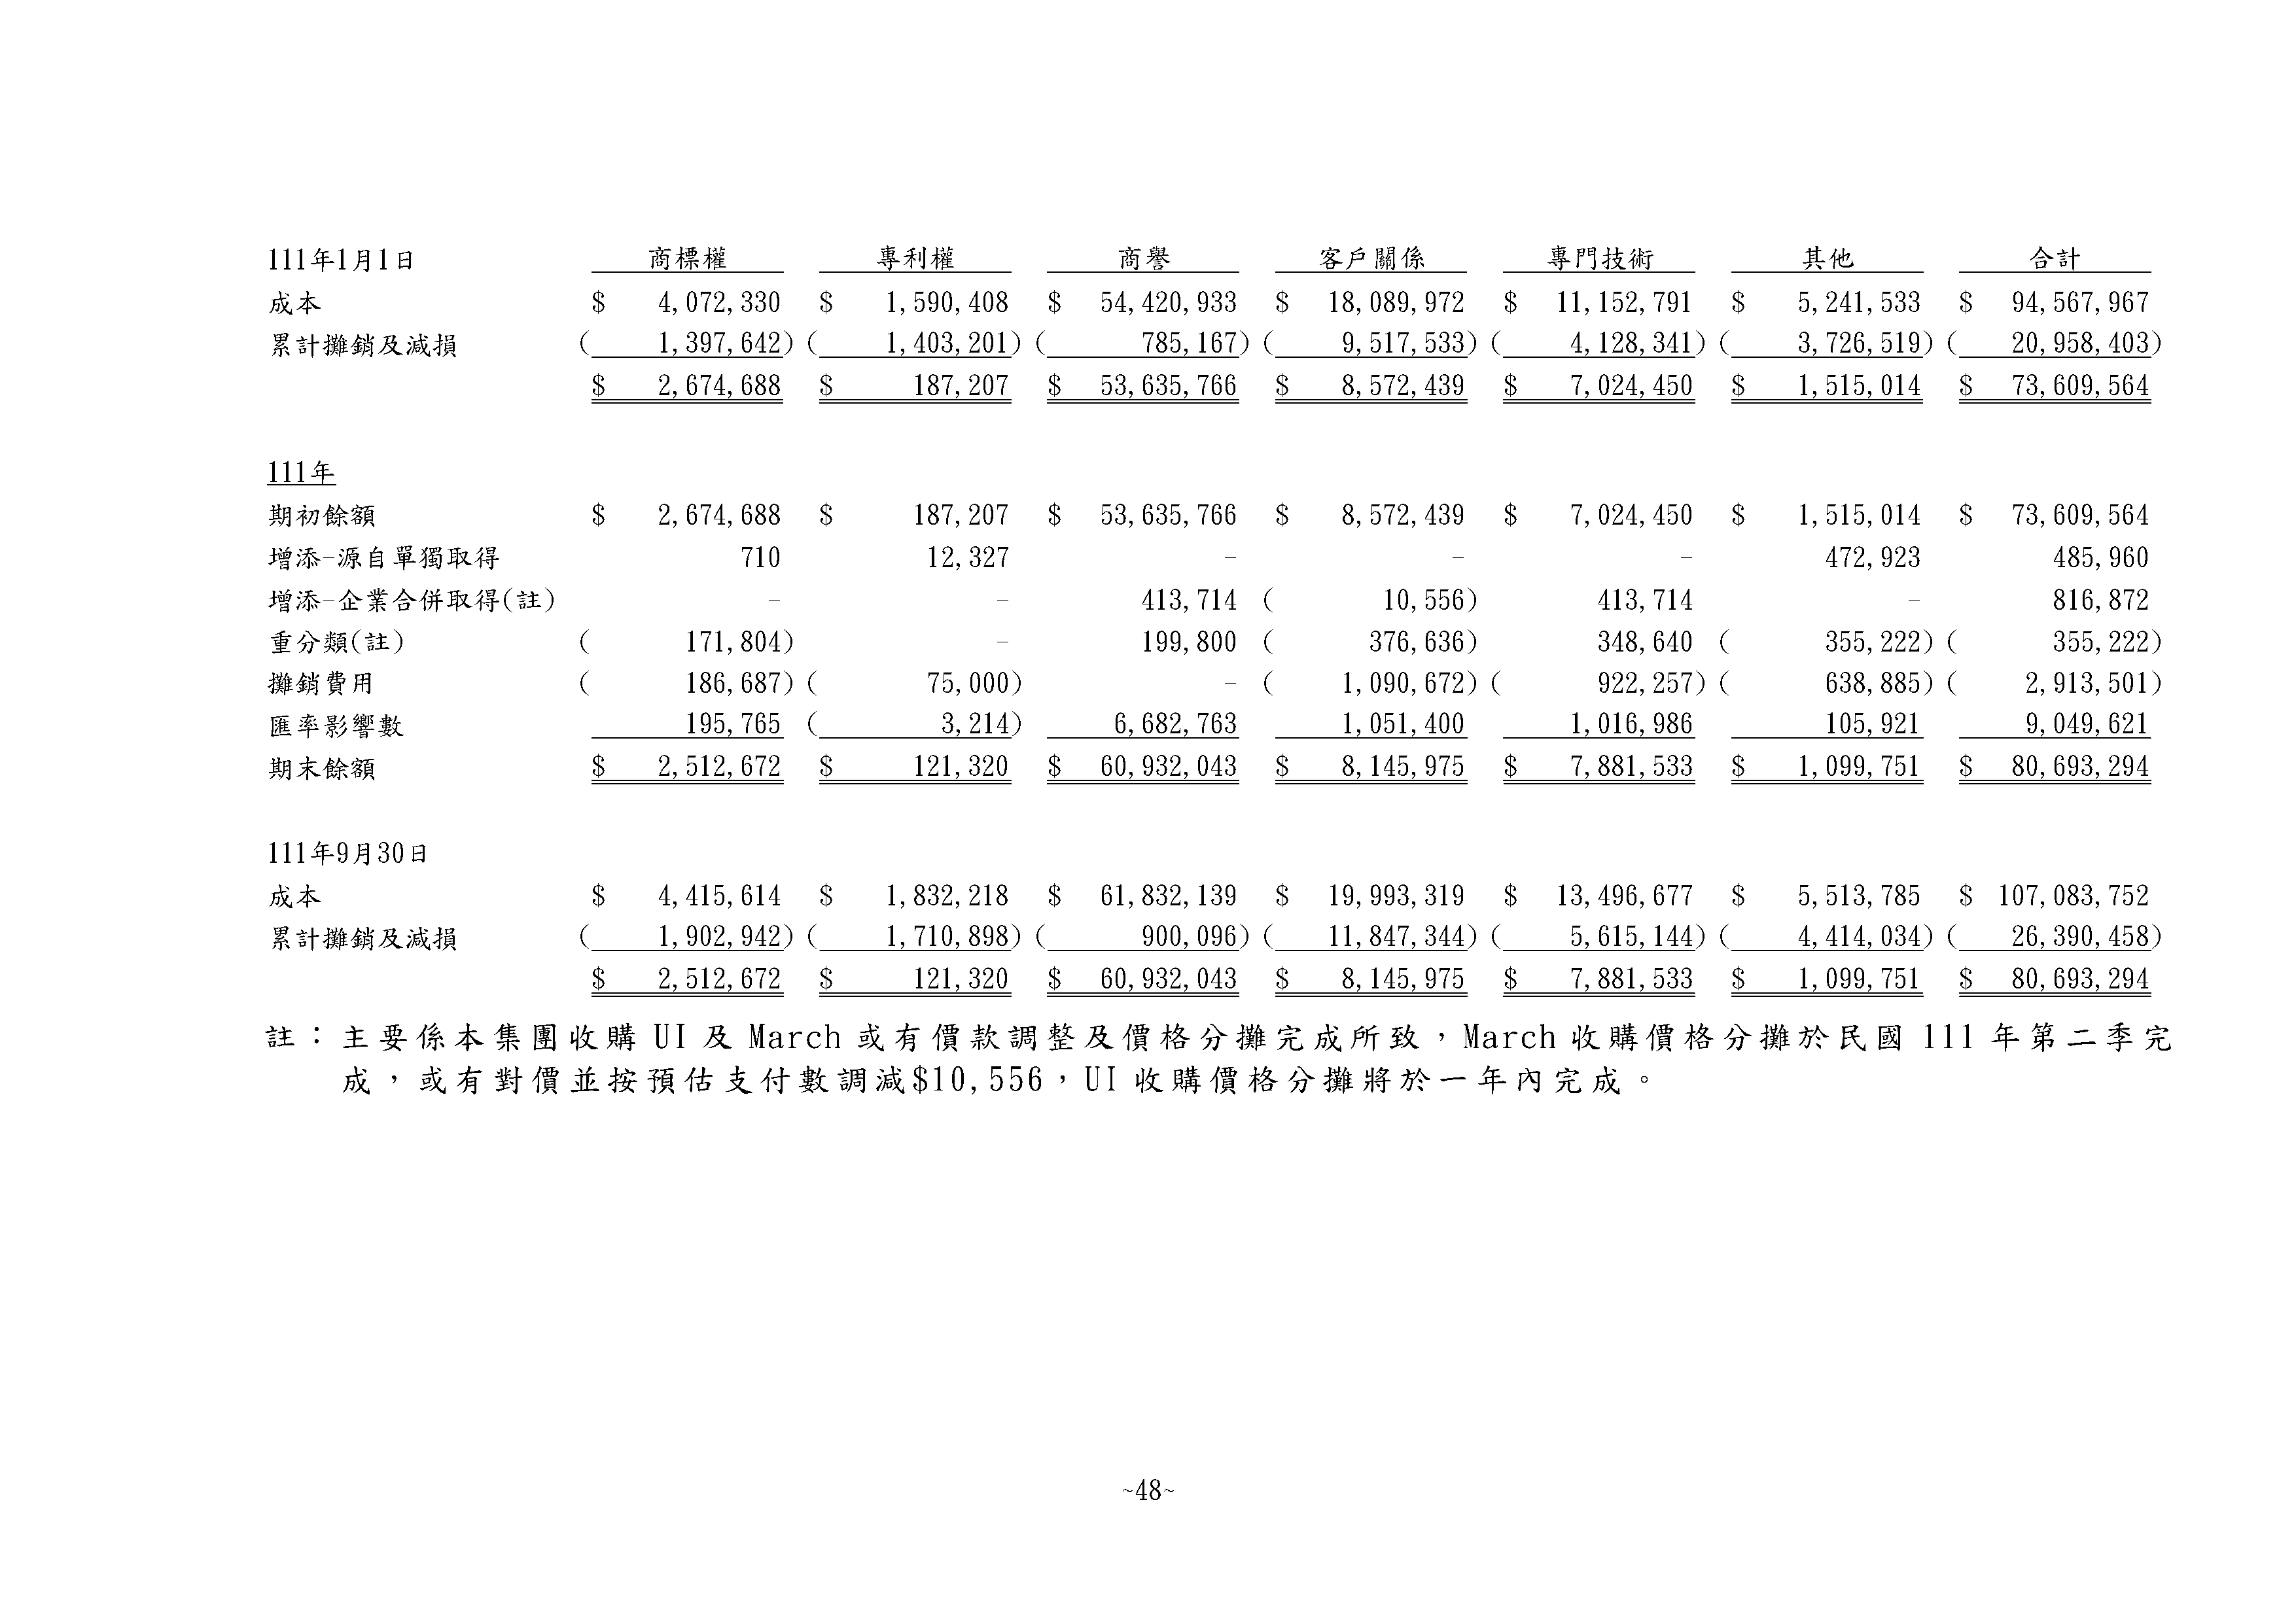 111年1月1日 商標權 專利權 商譽 客戶關係 專門技術 其他 合計
成本 $ 4,072,330 $ 1,590,408 $ 54,420,933 $ 18,089,972 $ 11,152,791 $ 5,241,533 $ 94,567,967
累計攤銷及減損 ( 1,397,642) ( 1,403,201) ( 785,167) ( 9,517,533) ( 4,128,341) ( 3,726,519) ( 20,958,403)
$ 2,674,688 $ 187,207 $ 53,635,766 $ 8,572,439 $ 7,024,450 $ 1,515,014 $ 73,609,564
111年
期初餘額 $ 2,674,688 $ 187,207 $ 53,635,766 $ 8,572,439 $ 7,024,450 $ 1,515,014 $ 73,609,564
增添-源自單獨取得 710 12,327 - - - 472,923 485,960
增添-企業合併取得(註) - - 413,714 ( 10,556) 413,714 - 816,872
重分類(註) ( 171,804) - 199,800 ( 376,636) 348,640 ( 355,222) ( 355,222)
攤銷費用 ( 186,687) ( 75,000) - ( 1,090,672) ( 922,257) ( 638,885) ( 2,913,501)
匯率影響數 195,765 ( 3,214) 6,682,763 1,051,400 1,016,986 105,921 9,049,621
期末餘額 $ 2,512,672 $ 121,320 $ 60,932,043 $ 8,145,975 $ 7,881,533 $ 1,099,751 $ 80,693,294
111年9月30日
成本 $ 4,415,614 $ 1,832,218 $ 61,832,139 $ 19,993,319 $ 13,496,677 $ 5,513,785 $ 107,083,752
累計攤銷及減損 ( 1,902,942) ( 1,710,898) ( 900,096) ( 11,847,344) ( 5,615,144) ( 4,414,034) ( 26,390,458)
$ 2,512,672 $ 121,320 $ 60,932,043 $ 8,145,975 $ 7,881,533 $ 1,099,751 $ 80,693,294
註：主要係本集團收購 UI 及 March 或有價款調整及價格分攤完成所致，March 收購價格分攤於民國 111 年第二季完
成，或有對價並按預估支付數調減$10,556，UI 收購價格分攤將於一年內完成。
~48~